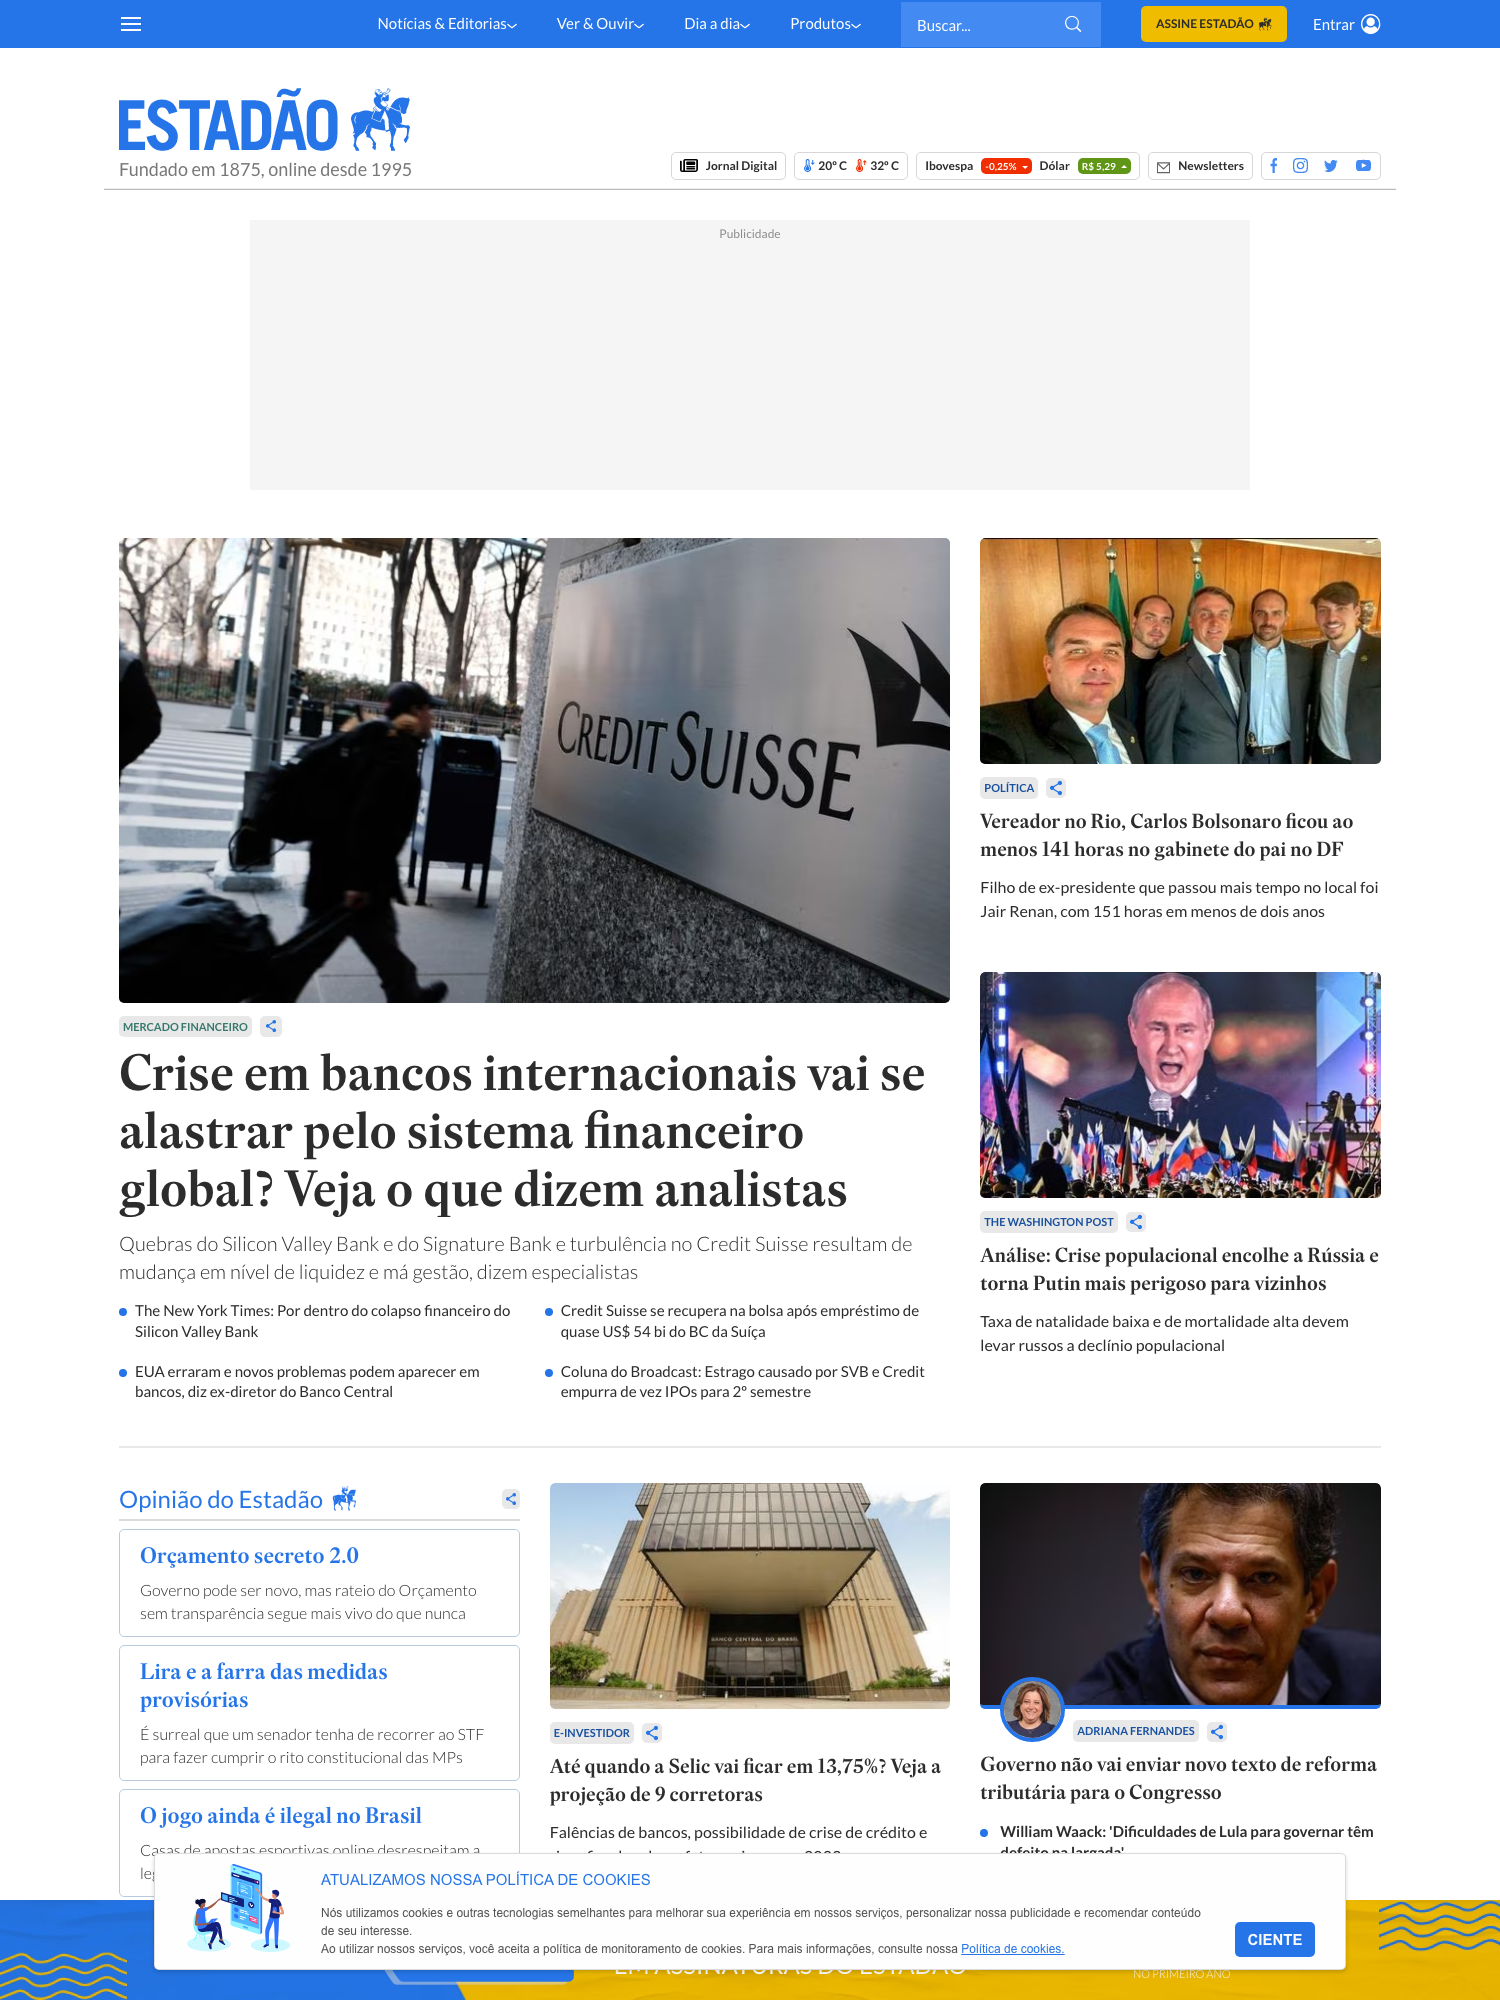 Notícias & Editorias
Ver & Ouvir
Dia a dia
Produtos
Buscar...
ASSINE ESTADÃO
Entrar
ESTADÃO
Fundado em 1875, online desde 1995
Jornal Digital
20º C
32º C
Ibovespa
-0,25%
Dólar
R$ 5,29
Newsletters
Publicidade
CREDIT SUISSE
MERCADO FINANCEIRO
Crise em bancos internacionais vai se
alastrar pelo sistema financeiro
global? Veja o que dizem analistas
Quebras do Silicon Valley Bank e do Signature Bank e turbulência no Credit Suisse resultam de
mudança em nível de liquidez e má gestão, dizem especialistas
The New York Times: Por dentro do colapso financeiro do
Silicon Valley Bank
EUA erraram e novos problemas podem aparecer em
bancos, diz ex-diretor do Banco Central
Credit Suisse se recupera na bolsa após empréstimo de
quase US$ 54 bi do BC da Suíça
Coluna do Broadcast: Estrago causado por SVB e Credit
empurra de vez IPOs para 2º semestre
POLÍTICA
Vereador no Rio, Carlos Bolsonaro ficou ao
menos 141 horas no gabinete do pai no DF
Filho de ex-presidente que passou mais tempo no local foi
Jair Renan, com 151 horas em menos de dois anos
THE WASHINGTON POST
Análise: Crise populacional encolhe a Rússia e
torna Putin mais perigoso para vizinhos
Taxa de natalidade baixa e de mortalidade alta devem
levar russos a declínio populacional
Opinião do Estadão
Orçamento secreto 2.0
Governo pode ser novo, mas rateio do Orçamento
sem transparência segue mais vivo do que nunca
Lira e a farra das medidas
provisórias
É surreal que um senador tenha de recorrer ao STF
para fazer cumprir o rito constitucional das MPs
O jogo ainda é ilegal no Brasil
Casas de apostas esportivas online desrespeitam a
BANCO CENTRAL DO BRASIL
E-INVESTIDOR
Até quando a Selic vai ficar em 13,75%? Veja a
projeção de 9 corretoras
Falências de bancos, possibilidade de crise de crédito e
ADRIANA FERNANDES
Governo não vai enviar novo texto de reforma
tributária para o Congresso
William Waack: 'Dificuldades de Lula para governar têm
defeito na largada'
ATUALIZAMOS NOSSA POLÍTICA DE COOKIES
Nós utilizamos cookies e outras tecnologias semelhantes para melhorar sua experiência em nossos serviços, personalizar nossa publicidade e recomendar conteúdo
de seu interesse.
Ao utilizar nossos serviços, você aceita a política de monitoramento de cookies. Para mais informações, consulte nossa Política de cookies.
CIENTE
EM ASSINATURAS DO ESTADÃO
NO PRIMEIRO ANO